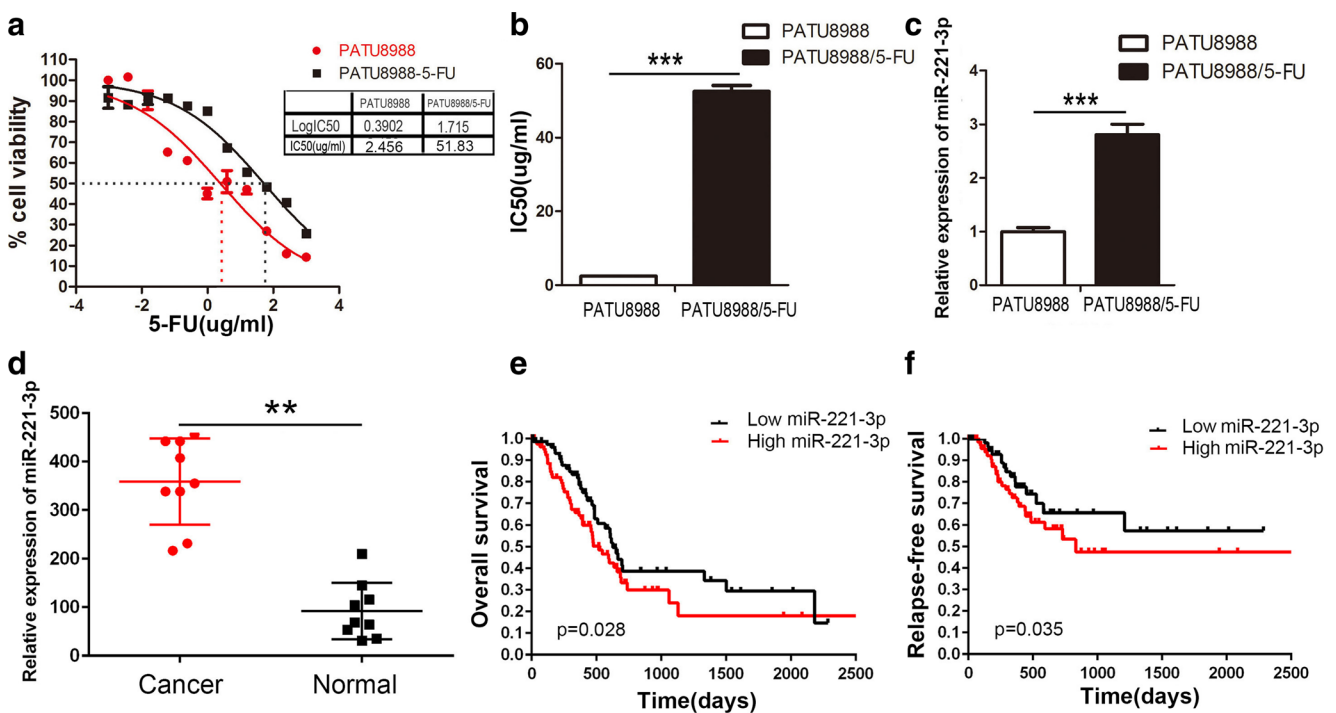 a
PATU8988
PATU8988-5-FU
% cell viability
110
100
90
80
70
60
50
40
30
20
10
0
-4
-2
0
2
4
5-FU(ug/ml)
PATU8988 PATU8988/5-FU
LogIC50 0.3902 1.715
IC50(ug/ml) 2.456 51.83
b
PATU8988
PATU8988/5-FU
***
IC50(ug/ml)
60
40
20
0
PATU8988 PATU8988/5-FU
c
PATU8988
PATU8988/5-FU
***
Relative expression of miR-221-3p
4
3
2
1
0
PATU8988 PATU8988/5-FU
d
**
Relative expression of miR-221-3p
500
400
300
200
100
0
Cancer Normal
e
Low miR-221-3p
High miR-221-3p
Overall survival
1.0
0.9
0.8
0.7
0.6
0.5
0.4
0.3
0.2
0.1
0.0
p=0.028
0 500 1000 1500 2000 2500
Time(days)
f
Low miR-221-3p
High miR-221-3p
Relapse-free survival
1.0
0.9
0.8
0.7
0.6
0.5
0.4
0.3
0.2
0.1
0.0
p=0.035
0 500 1000 1500 2000 2500
Time(days)